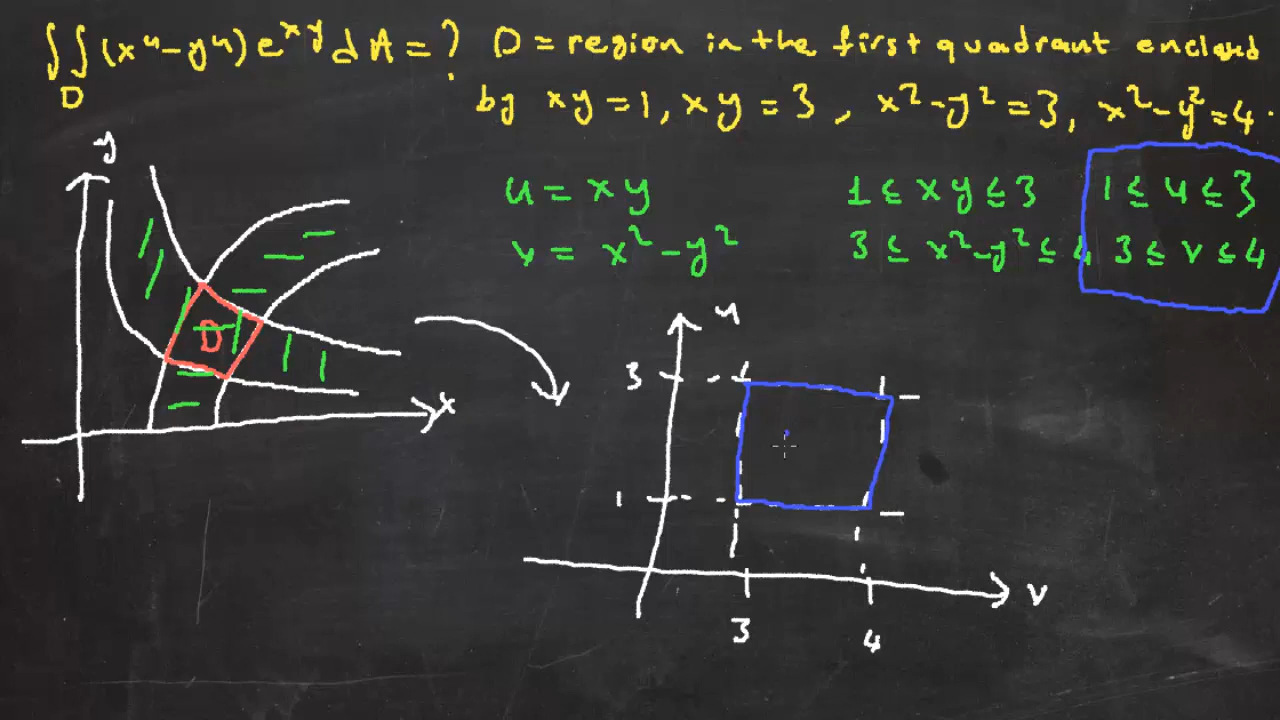 ∬ (x⁴-y⁴) e^xy dA = ? D = region in the first quadrant enclosed
D
by xy = 1, xy = 3, x²-y² = 3, x²-y² = 4.
u = xy 1 ≤ xy ≤ 3 1 ≤ u ≤ 3
v = x²-y² 3 ≤ x²-y² ≤ 4 3 ≤ v ≤ 4
y
D
x
u
3
1
v
3 4